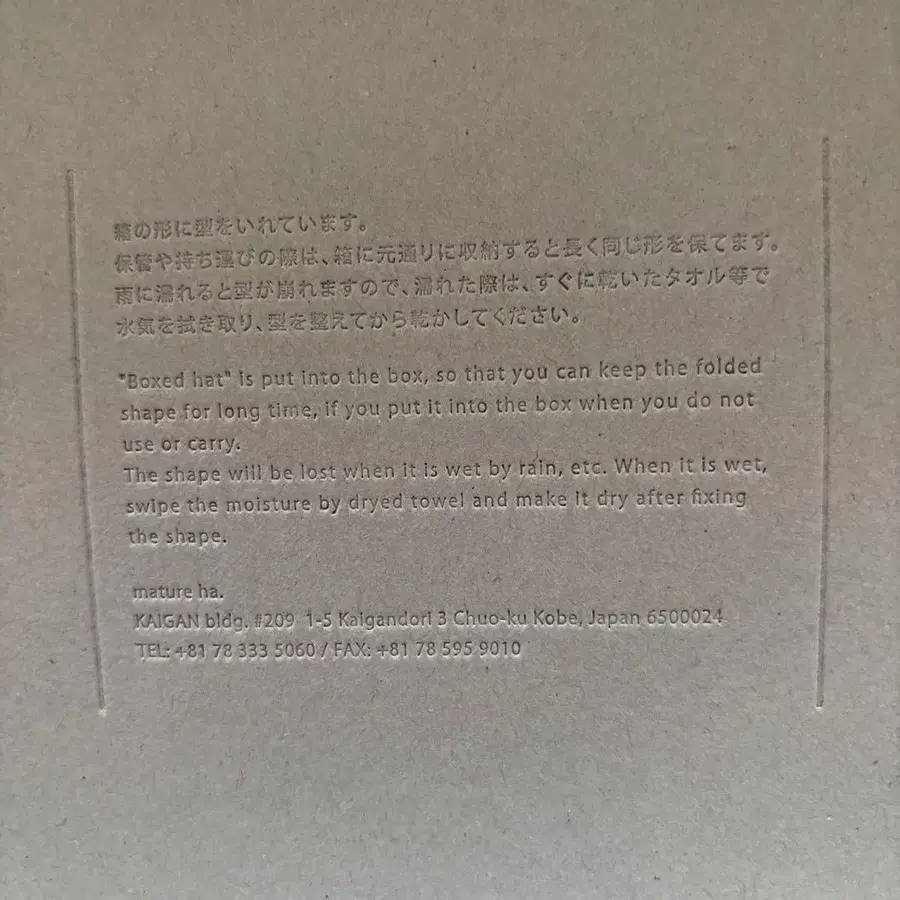 箱の形に型をいれています。
保管や持ち運びの際は、箱に元通りに収納すると長く同じ形を保てます。
雨に濡れると型が崩れますので、濡れた際は、すぐに乾いたタオル等で
水気を拭き取り、型を整えてから乾かしてください。
"Boxed hat" is put into the box, so that you can keep the folded
shape for long time, if you put it into the box when you do not
use or carry.
The shape will be lost when it is wet by rain, etc. When it is wet,
swipe the moisture by dryed towel and make it dry after fixing
the shape.
mature ha.
KAIGAN bldg. #209 1-5 Kaigandori 3 Chuo-ku Kobe, Japan 6500024
TEL: +81 78 333 5060 / FAX: +81 78 595 9010